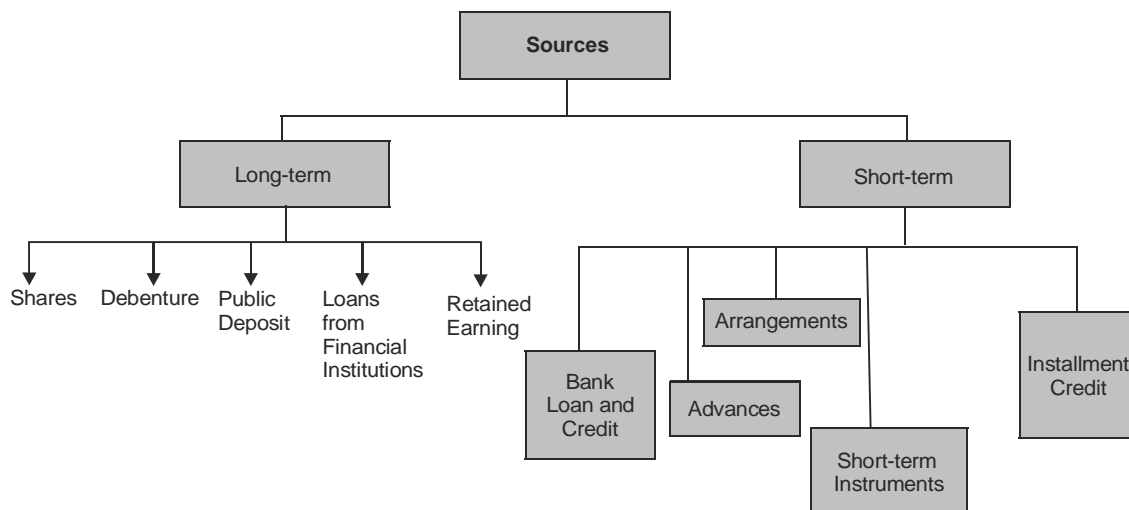 Sources
Long-term
Short-term
Shares
Debenture
Public
Deposit
Loans
from
Financial
Institutions
Retained
Earning
Bank
Loan and
Credit
Advances
Arrangements
Short-term
Instruments
Installment
Credit